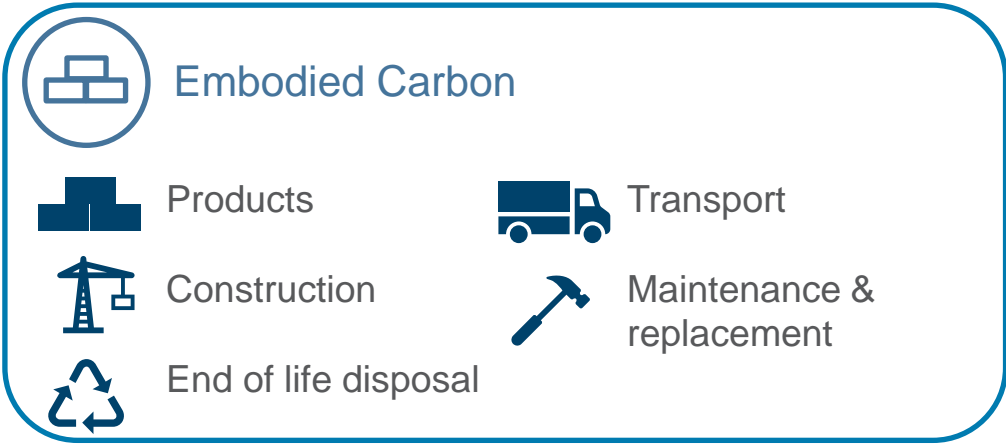 Embodied Carbon
Products
Transport
Construction
Maintenance &
replacement
End of life disposal